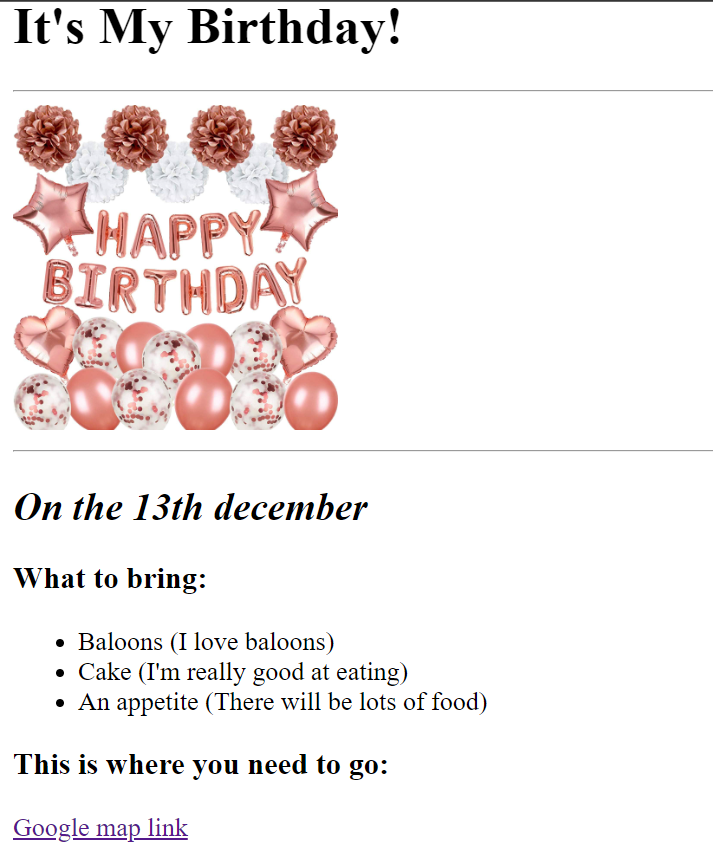 It's My Birthday!
HAPPY
BIRTHDAY
On the 13th december
What to bring:
Baloons (I love baloons)
Cake (I'm really good at eating)
An appetite (There will be lots of food)
This is where you need to go:
Google map link